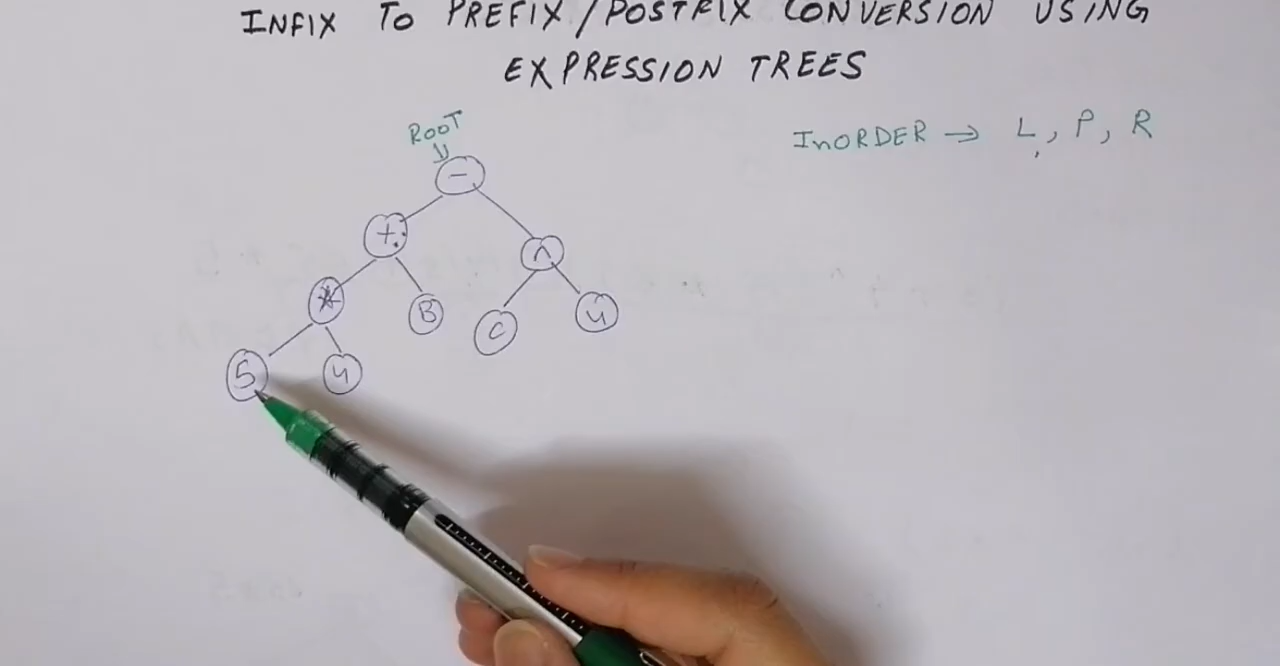 INFIX TO PREFIX/POSTFIX CONVERSION USING
EXPRESSION TREES
ROOT
InORDER → L, P, R
-
+
^
*
B
C
4
5
4